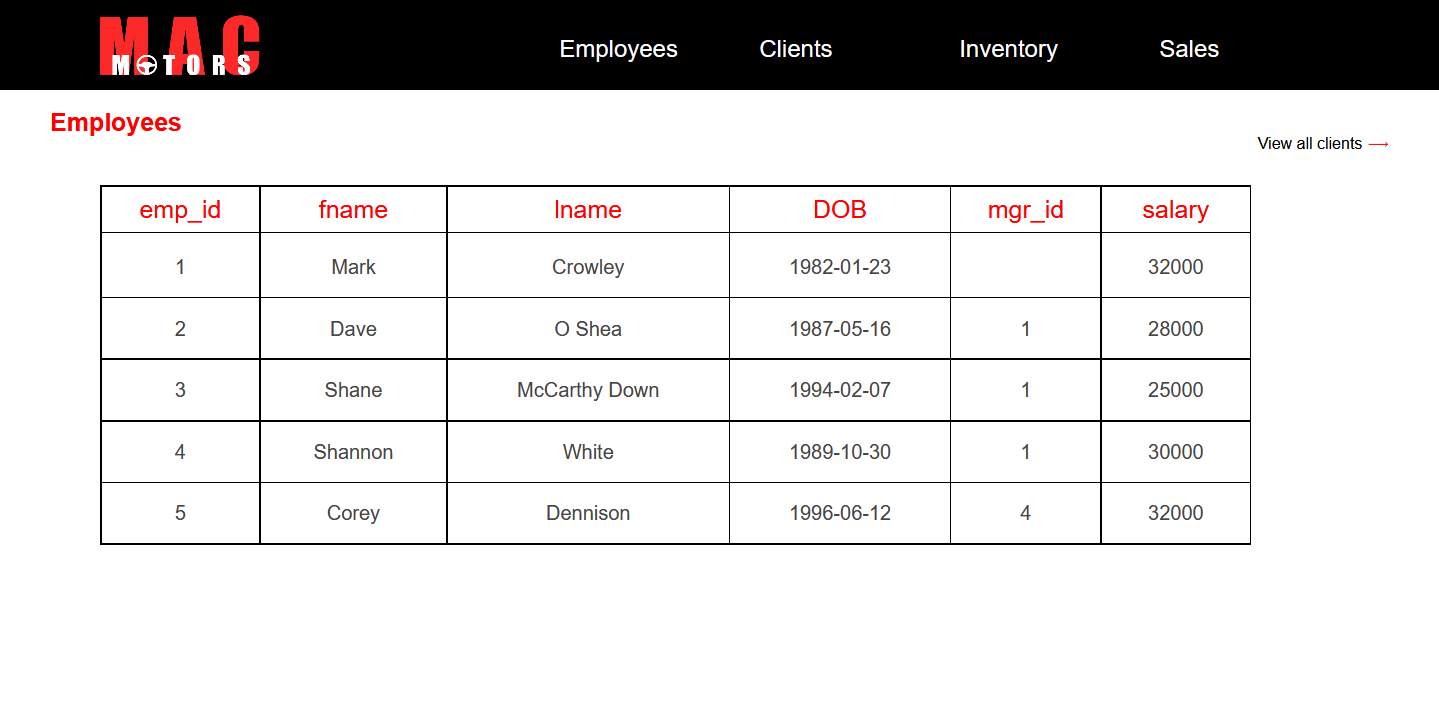 MAC
MOTORS
Employees Clients Inventory Sales
Employees
View all clients ⟶
emp_id fname lname DOB mgr_id salary
1 Mark Crowley 1982-01-23 32000
2 Dave O Shea 1987-05-16 1 28000
3 Shane McCarthy Down 1994-02-07 1 25000
4 Shannon White 1989-10-30 1 30000
5 Corey Dennison 1996-06-12 4 32000